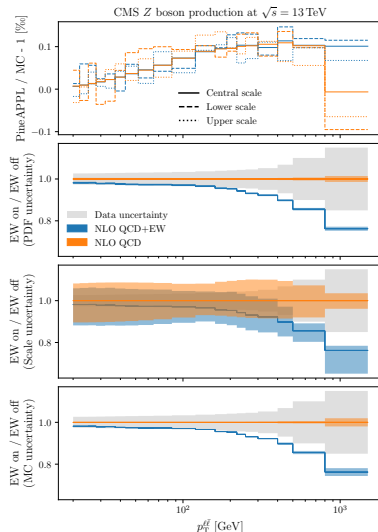 CMS Z boson production at √s = 13 TeV
PineAPPL / MC - 1 [‰]
0.1
0.0
−0.1
Central scale
Lower scale
Upper scale
EW on / EW off
(PDF uncertainty)
1.0
0.8
Data uncertainty
NLO QCD+EW
NLO QCD
EW on / EW off
(Scale uncertainty)
1.0
0.8
EW on / EW off
(MC uncertainty)
1.0
0.8
10² 10³
p_T^ℓℓ [GeV]